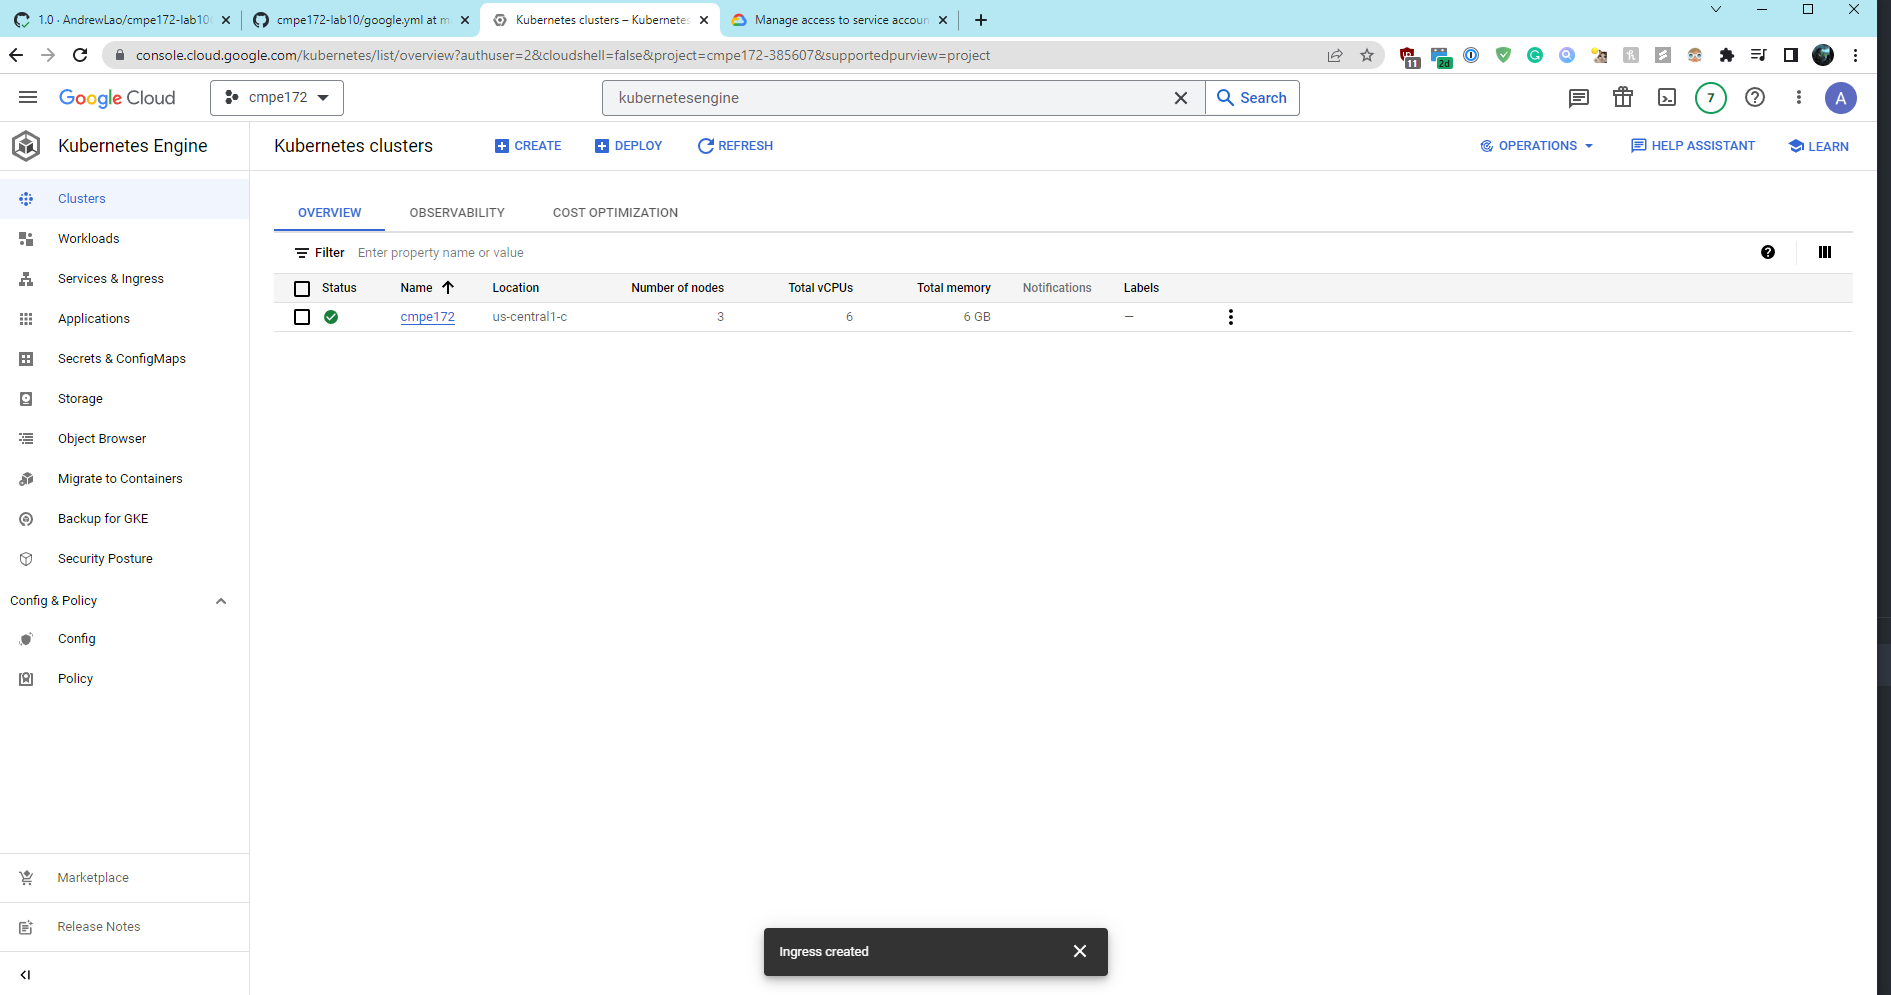 1.0 · AndrewLao/cmpe172-lab10
cmpe172-lab10/google.yml at m
Kubernetes clusters – Kubernetes
Manage access to service accoun
console.cloud.google.com/kubernetes/list/overview?authuser=2&cloudshell=false&project=cmpe172-385607&supportedpurview=project
11
2d
Google Cloud
cmpe172
kubernetesengine
Search
7
A
Kubernetes Engine
Kubernetes clusters
CREATE
DEPLOY
REFRESH
OPERATIONS
HELP ASSISTANT
LEARN
Clusters
Workloads
Services & Ingress
Applications
Secrets & ConfigMaps
Storage
Object Browser
Migrate to Containers
Backup for GKE
Security Posture
Config & Policy
Config
Policy
Marketplace
Release Notes
OVERVIEW
OBSERVABILITY
COST OPTIMIZATION
Filter Enter property name or value
Status Name Location Number of nodes Total vCPUs Total memory Notifications Labels
cmpe172 us-central1-c 3 6 6 GB —
Ingress created